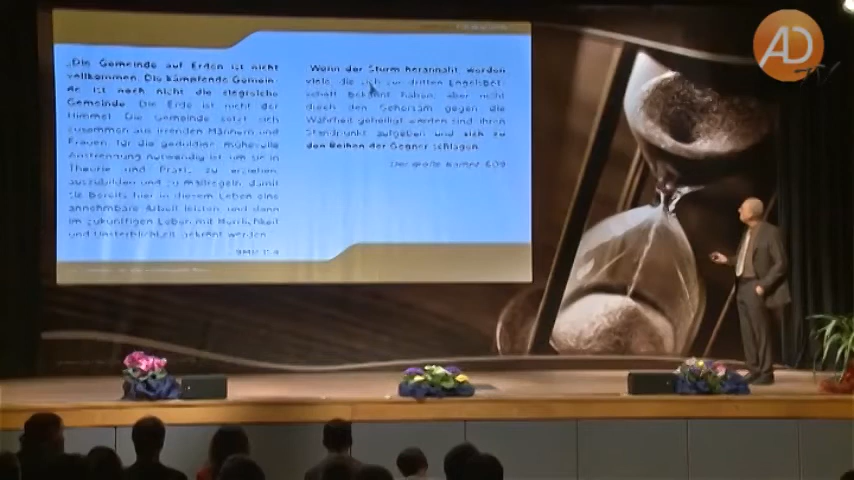 „Die Gemeinde auf Erden ist nicht
vollkommen. Die kämpfende Gemein-
de ist noch nicht die siegreiche
Gemeinde. Die Erde ist nicht der
Himmel. Die Gemeinde setzt sich
zusammen aus irrenden Männern und
Frauen, für die geduldige, mühevolle
Anstrengung notwendig ist, um sie in
Theorie und Praxis zu erziehen,
auszubilden und zu maßregeln, damit
sie bereits hier in diesem Leben eine
annehmbare Arbeit leisten und dann
im zukünftigen Leben mit Herrlichkeit
und Unsterblichkeit gekrönt werden.
Wenn der Sturm herannaht, werden
viele, die sich zur dritten Engelsbot-
schaft bekannt haben, aber nicht
durch den Gehorsam gegen die
Wahrheit geheiligt worden sind, ihren
Standpunkt aufgeben und sich zu
den Reihen der Gegner schlagen.
Der große Kampf, 609
AD
TV